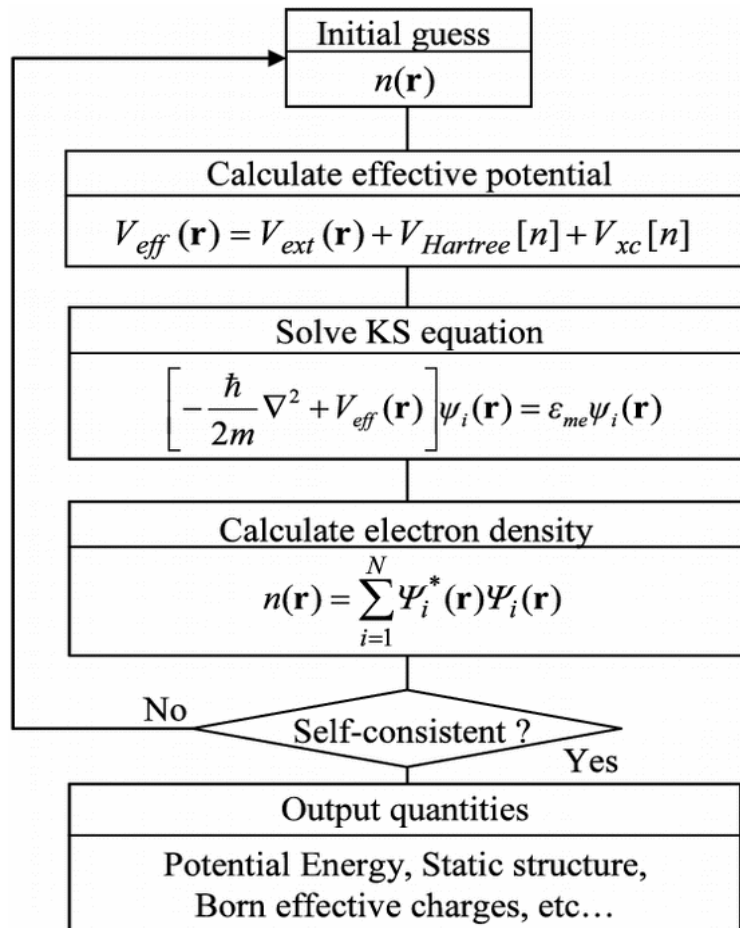 Initial guess
n(r)
Calculate effective potential
V_eff (r) = V_ext (r) + V_Hartree [n] + V_xc [n]
Solve KS equation
[ -ħ/2m ∇² + V_eff (r) ] ψ_i (r) = ε_me ψ_i (r)
Calculate electron density
n(r) = ∑_{i=1}^{N} Ψ_i^* (r) Ψ_i (r)
No
Self-consistent ?
Yes
Output quantities
Potential Energy, Static structure,
Born effective charges, etc…